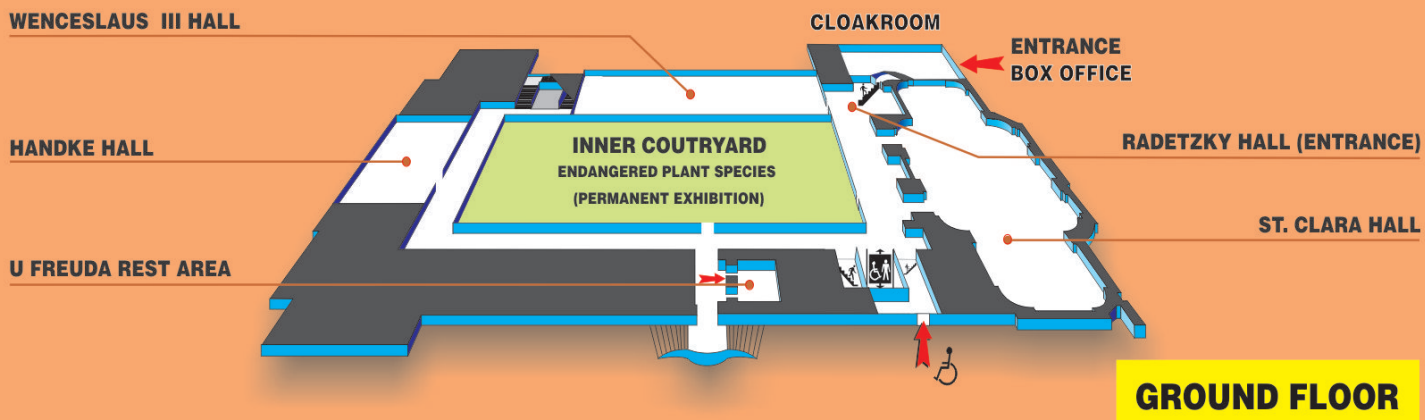 WENCESLAUS III HALL
CLOAKROOM
ENTRANCE
BOX OFFICE
HANDKE HALL
INNER COUTRYARD
ENDANGERED PLANT SPECIES
(PERMANENT EXHIBITION)
RADETZKY HALL (ENTRANCE)
ST. CLARA HALL
U FREUDA REST AREA
GROUND FLOOR